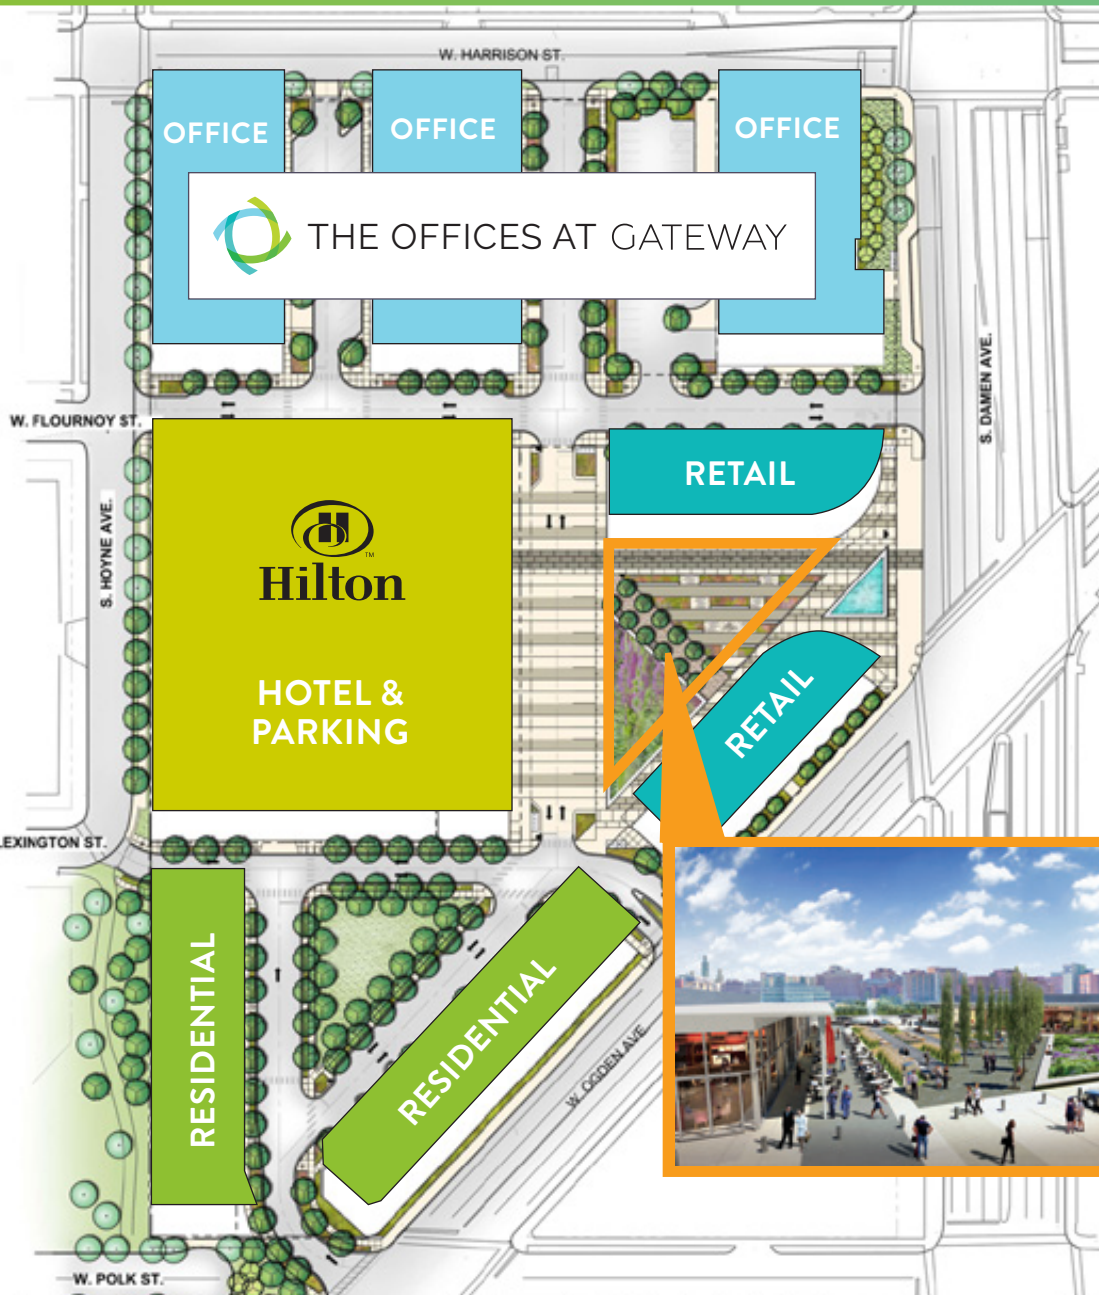 W. HARRISON ST.
OFFICE
OFFICE
OFFICE
THE OFFICES AT GATEWAY
S. DAMEN AVE.
W. FLOURNOY ST.
RETAIL
S. HOYNE AVE.
Hilton
TM
HOTEL &
PARKING
RETAIL
LEXINGTON ST.
RESIDENTIAL
RESIDENTIAL
W. OGDEN AVE.
W. POLK ST.